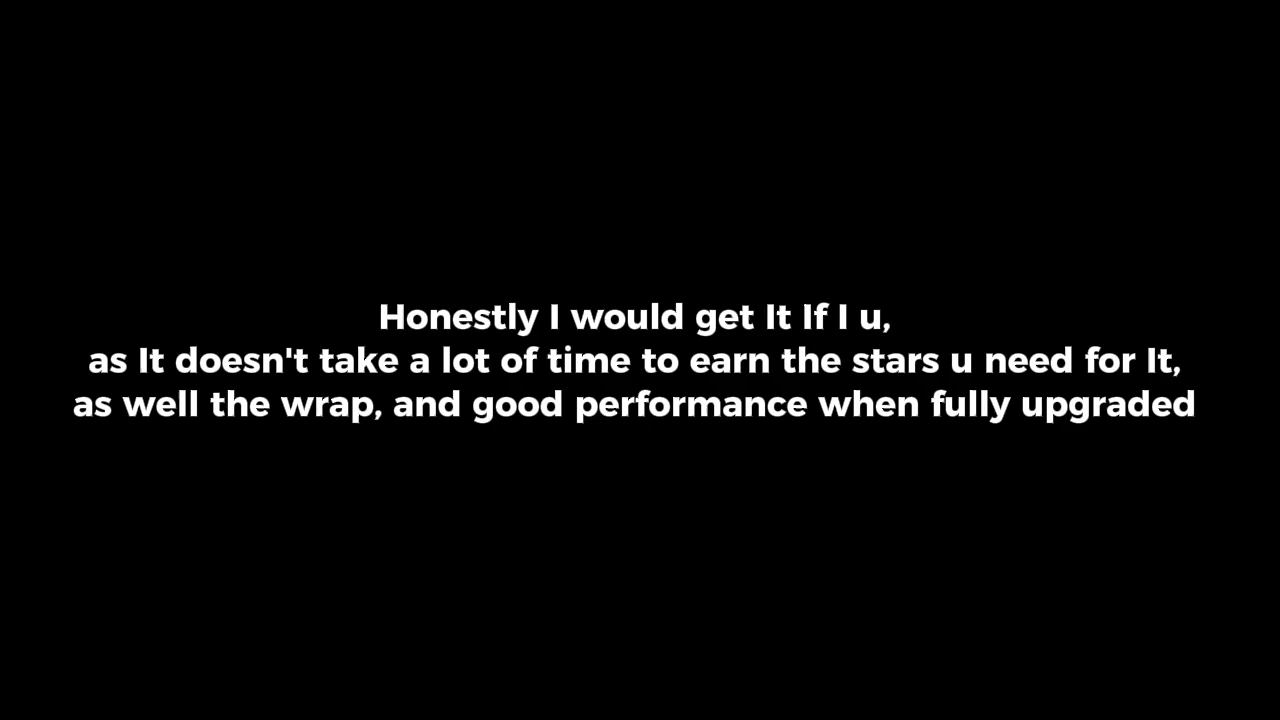 Honestly I would get It If I u,
as It doesn't take a lot of time to earn the stars u need for It,
as well the wrap, and good performance when fully upgraded